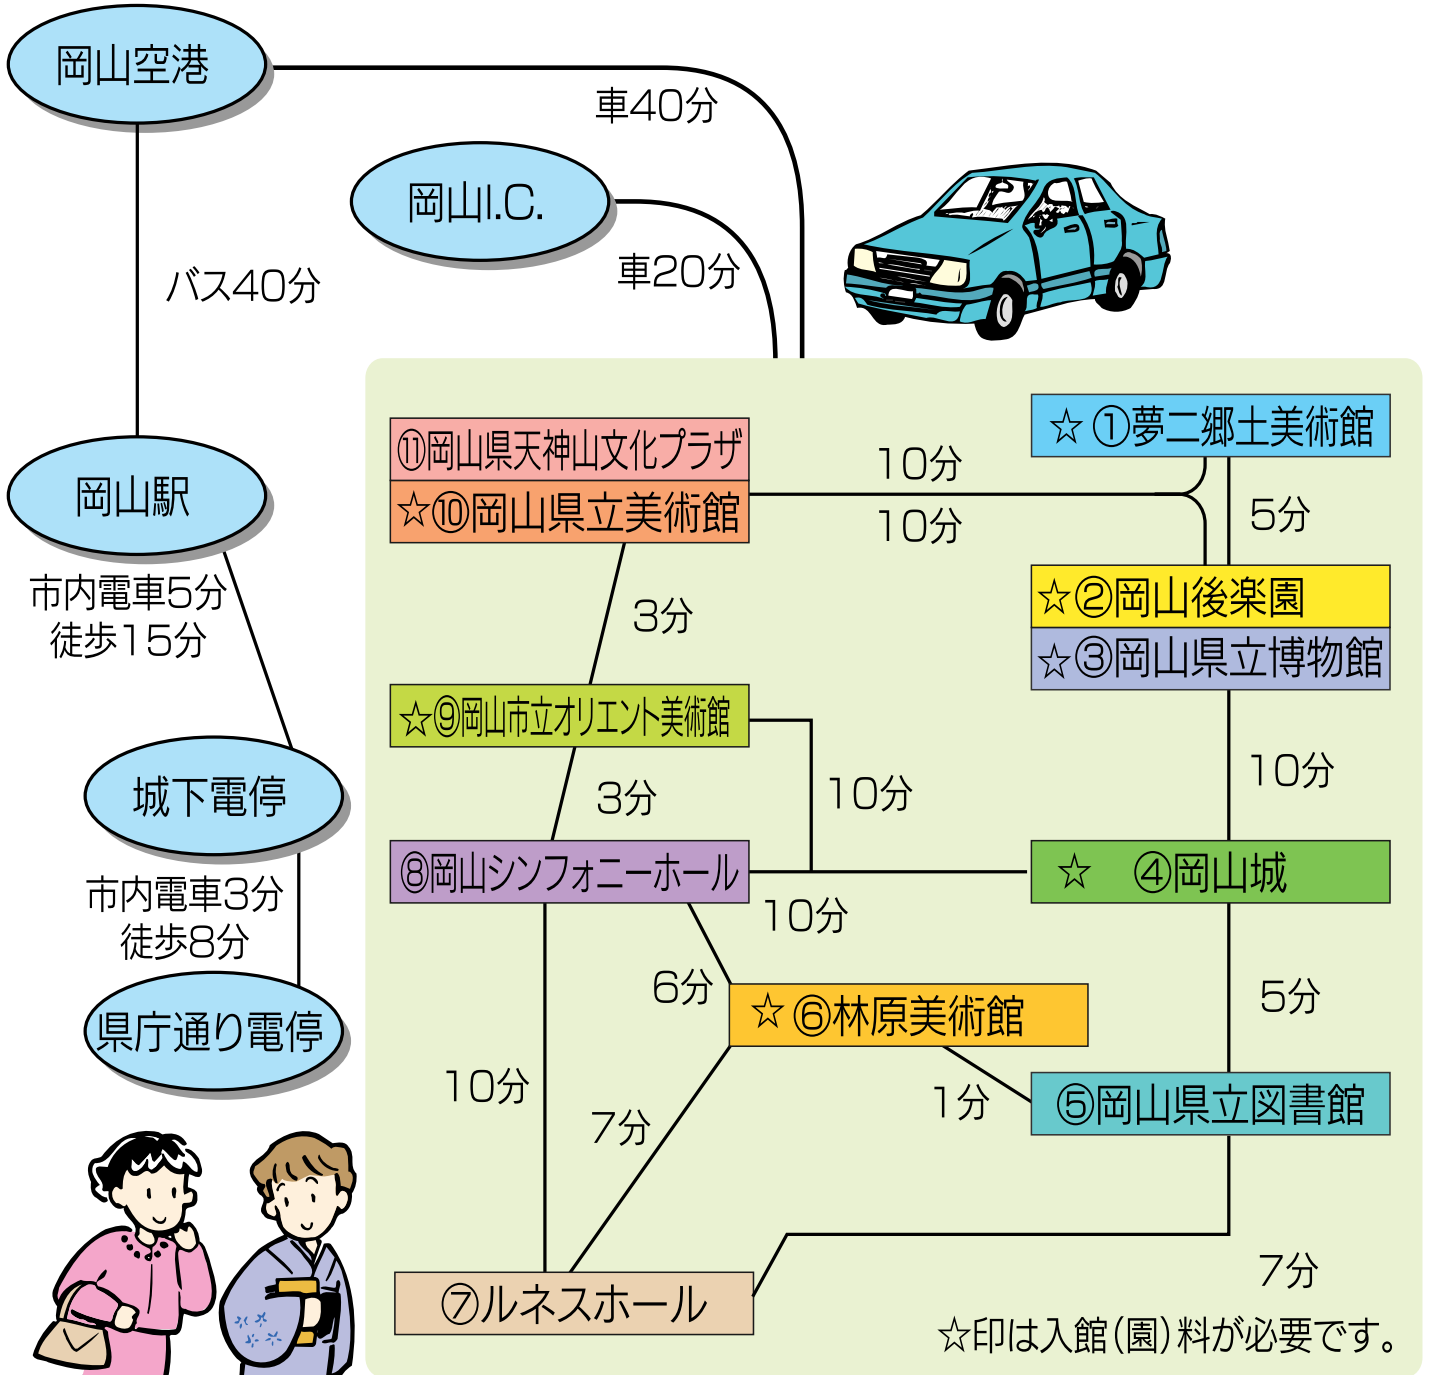 岡山空港
車40分
岡山I.C.
車20分
バス40分
岡山駅
市内電車5分
徒歩15分
城下電停
市内電車3分
徒歩8分
県庁通り電停
⑪岡山県天神山文化プラザ
☆⑩岡山県立美術館
☆①夢二郷土美術館
10分
10分
5分
☆②岡山後楽園
☆③岡山県立博物館
3分
☆⑨岡山市立オリエント美術館
3分
10分
10分
⑧岡山シンフォニーホール
☆ ④岡山城
10分
6分
5分
☆⑥林原美術館
10分
7分
1分
⑤岡山県立図書館
7分
⑦ルネスホール
☆印は入館(園)料が必要です。